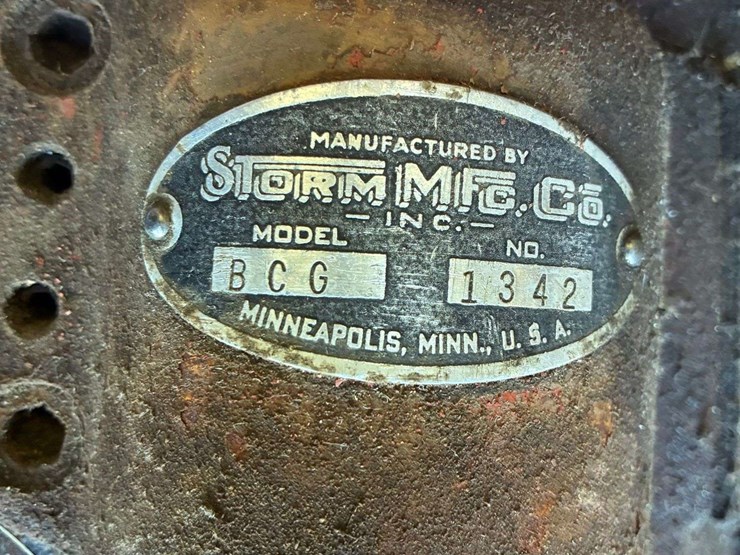 MANUFACTURED BY
STORM MFG. CO.
— INC. —
MODEL NO.
BCG 1342
MINNEAPOLIS, MINN., U. S. A.